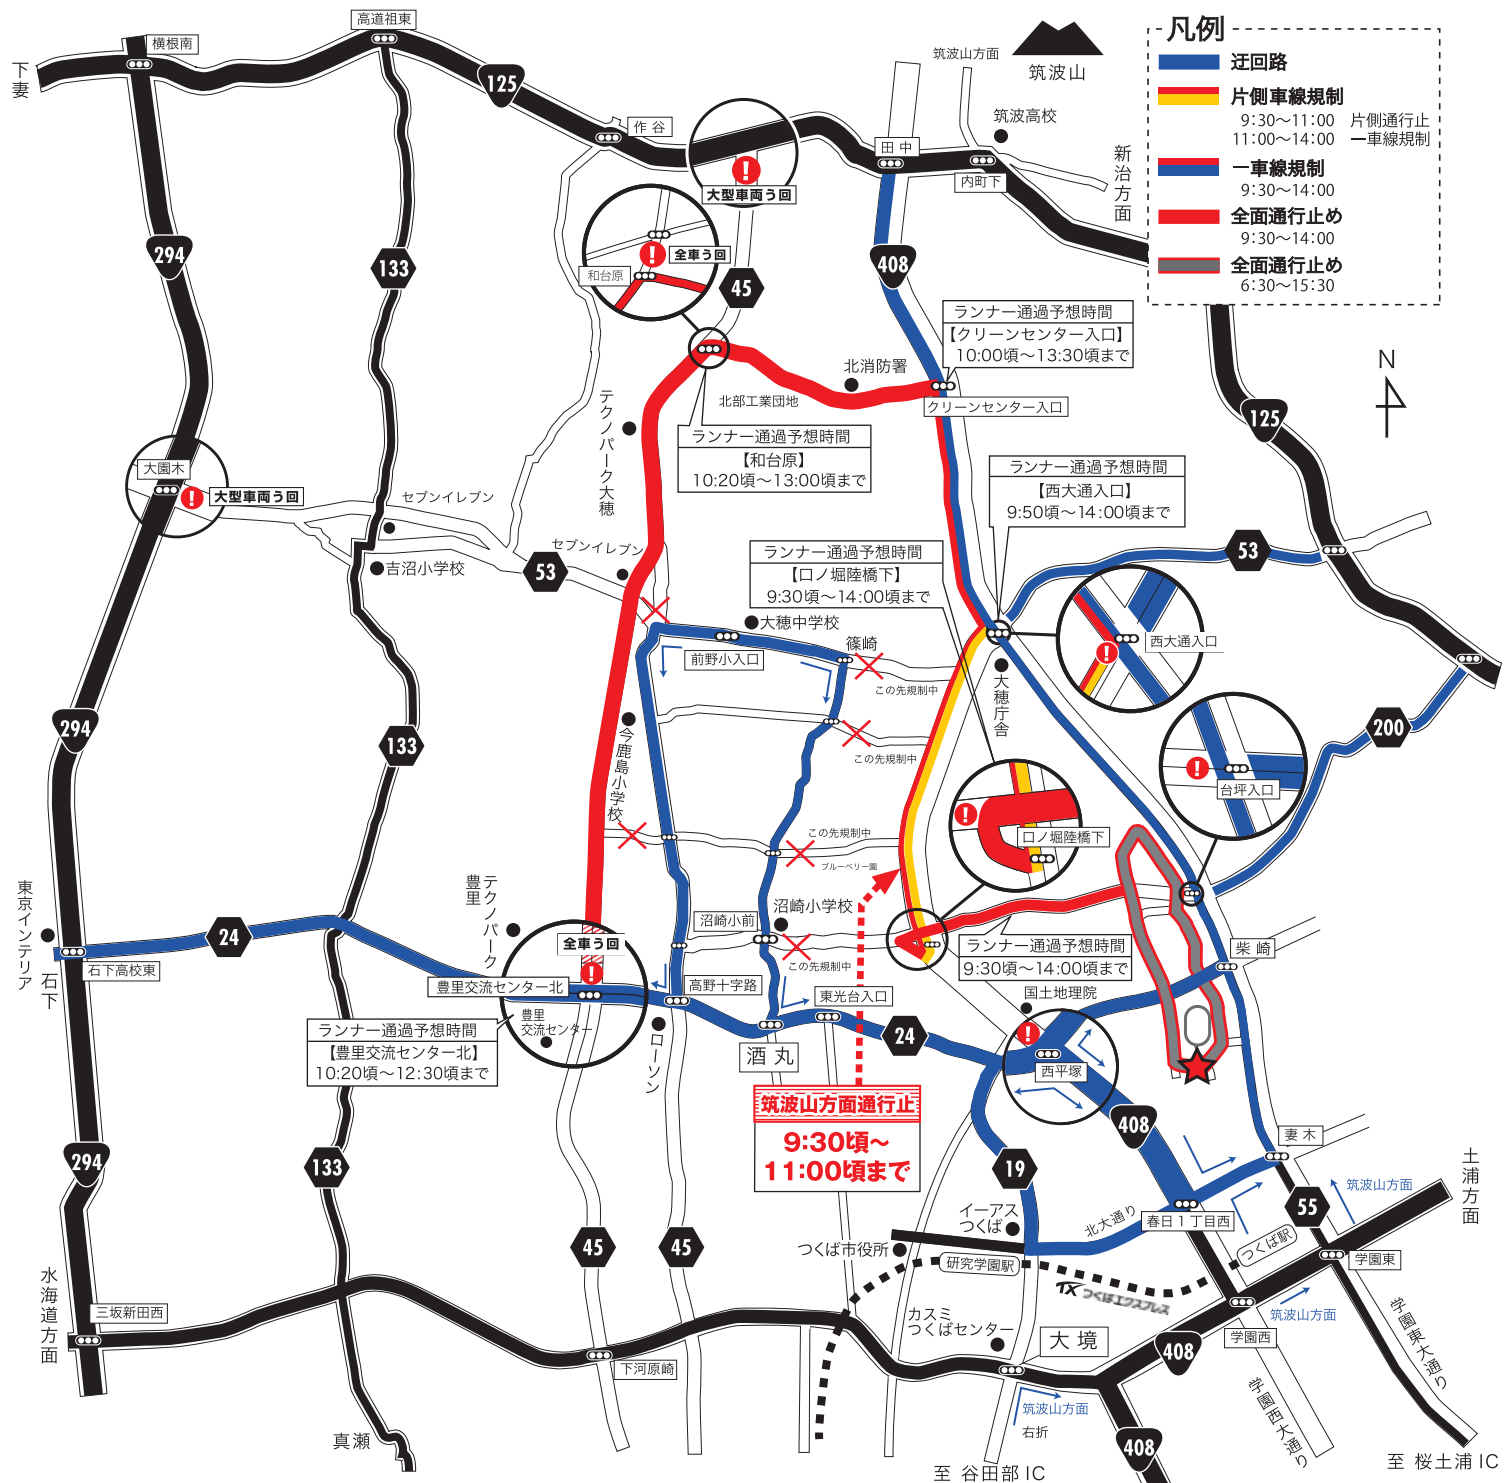 凡例
迂回路
片側車線規制
9:30〜11:00 片側通行止
11:00〜14:00 一車線規制
一車線規制
9:30〜14:00
全面通行止め
9:30〜14:00
全面通行止め
6:30〜15:30
N
高道祖東
横根南
下妻
125
作谷
大型車両う回
筑波山方面
筑波山
筑波高校
田中
内町下
新治方面
294
133
全車う回
和台原
45
408
ランナー通過予想時間
【クリーンセンター入口】
10:00頃〜13:30頃まで
北消防署
クリーンセンター入口
北部工業団地
テクノパーク大穂
ランナー通過予想時間
【和台原】
10:20頃〜13:00頃まで
125
大園木
大型車両う回
セブンイレブン
吉沼小学校
セブンイレブン
53
ランナー通過予想時間
【西大通入口】
9:50頃〜14:00頃まで
53
ランナー通過予想時間
【口ノ堀陸橋下】
9:30頃〜14:00頃まで
大穂中学校
前野小入口
篠崎
この先規制中
西大通入口
大穂庁舎
294
133
今鹿島小学校
この先規制中
200
台坪入口
この先規制中
ブルーベリー園
口ノ堀陸橋下
東京インテリア
石下
24
石下高校東
テクノパーク豊里
全車う回
豊里交流センター北
豊里
交流センター
沼崎小前
沼崎小学校
この先規制中
高野十字路
東光台入口
ランナー通過予想時間
9:30頃〜14:00頃まで
国土地理院
柴崎
ランナー通過予想時間
【豊里交流センター北】
10:20頃〜12:30頃まで
ローソン
酒丸
24
西平塚
筑波山方面通行止
9:30頃〜
11:00頃まで
408
妻木
294
133
19
55
筑波山方面
土浦方面
イーアス
つくば
北大通り
春日1丁目西
つくば市役所
研究学園駅
つくば駅
学園東
45
45
TX つくばエクスプレス
筑波山方面
水海道方面
三坂新田西
カスミ
つくばセンター
大境
408
学園西
学園東大通り
下河原崎
筑波山方面
右折
学園西大通り
真瀬
408
至 谷田部IC
至 桜土浦IC